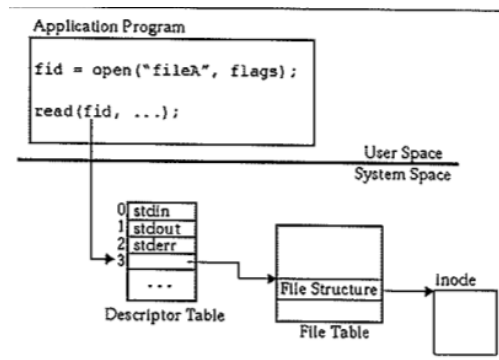 Application Program
fid = open("fileA", flags);
read(fid, ...);
User Space
System Space
0 stdin
1 stdout
2 stderr
3
...
Descriptor Table
File Structure
File Table
Inode